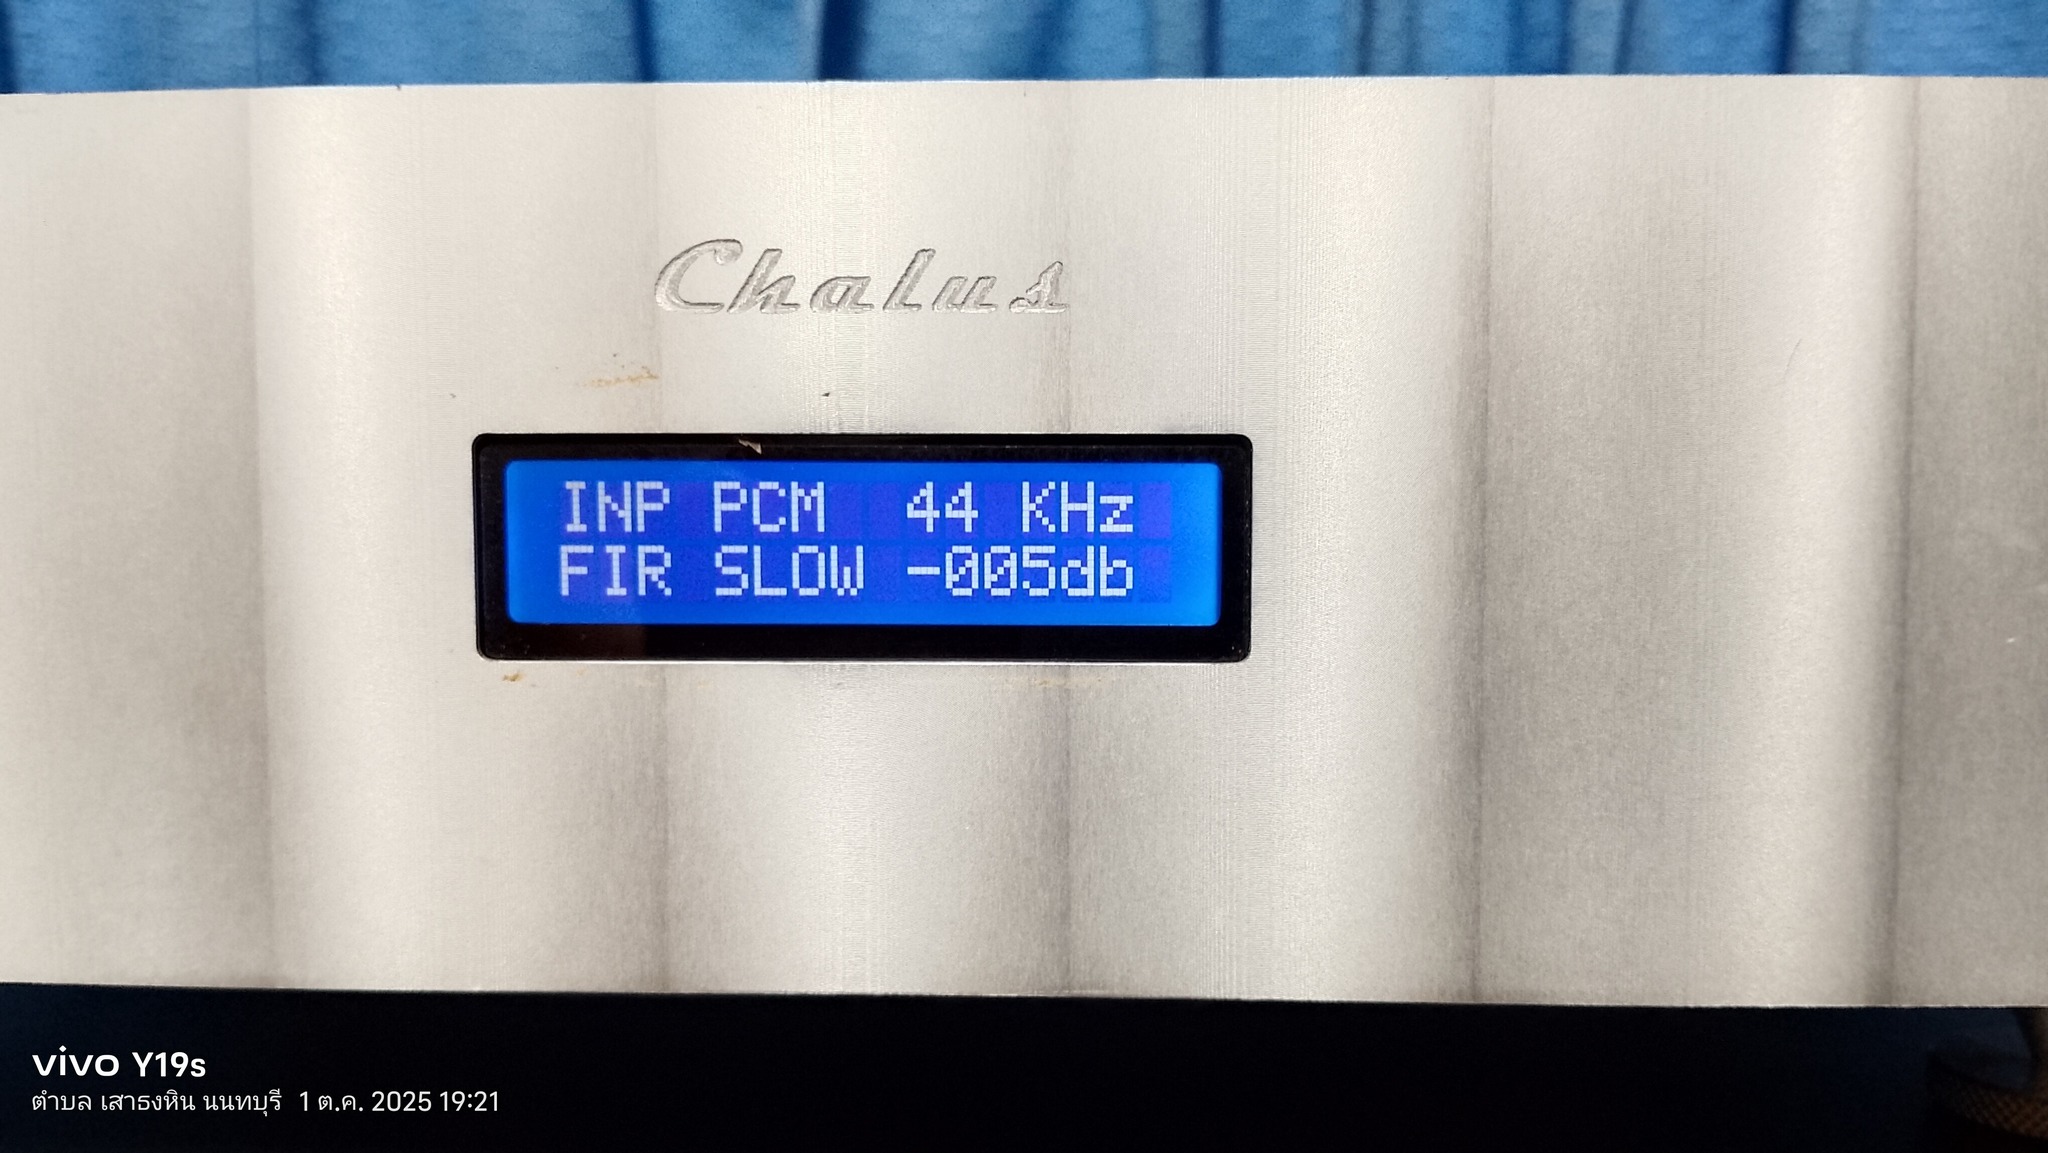 Chalus
INP PCM 44 KHz
FIR SLOW -005db
vivo Y19s
ตำบล เสาธงหิน นนทบุรี 1 ต.ค. 2025 19:21